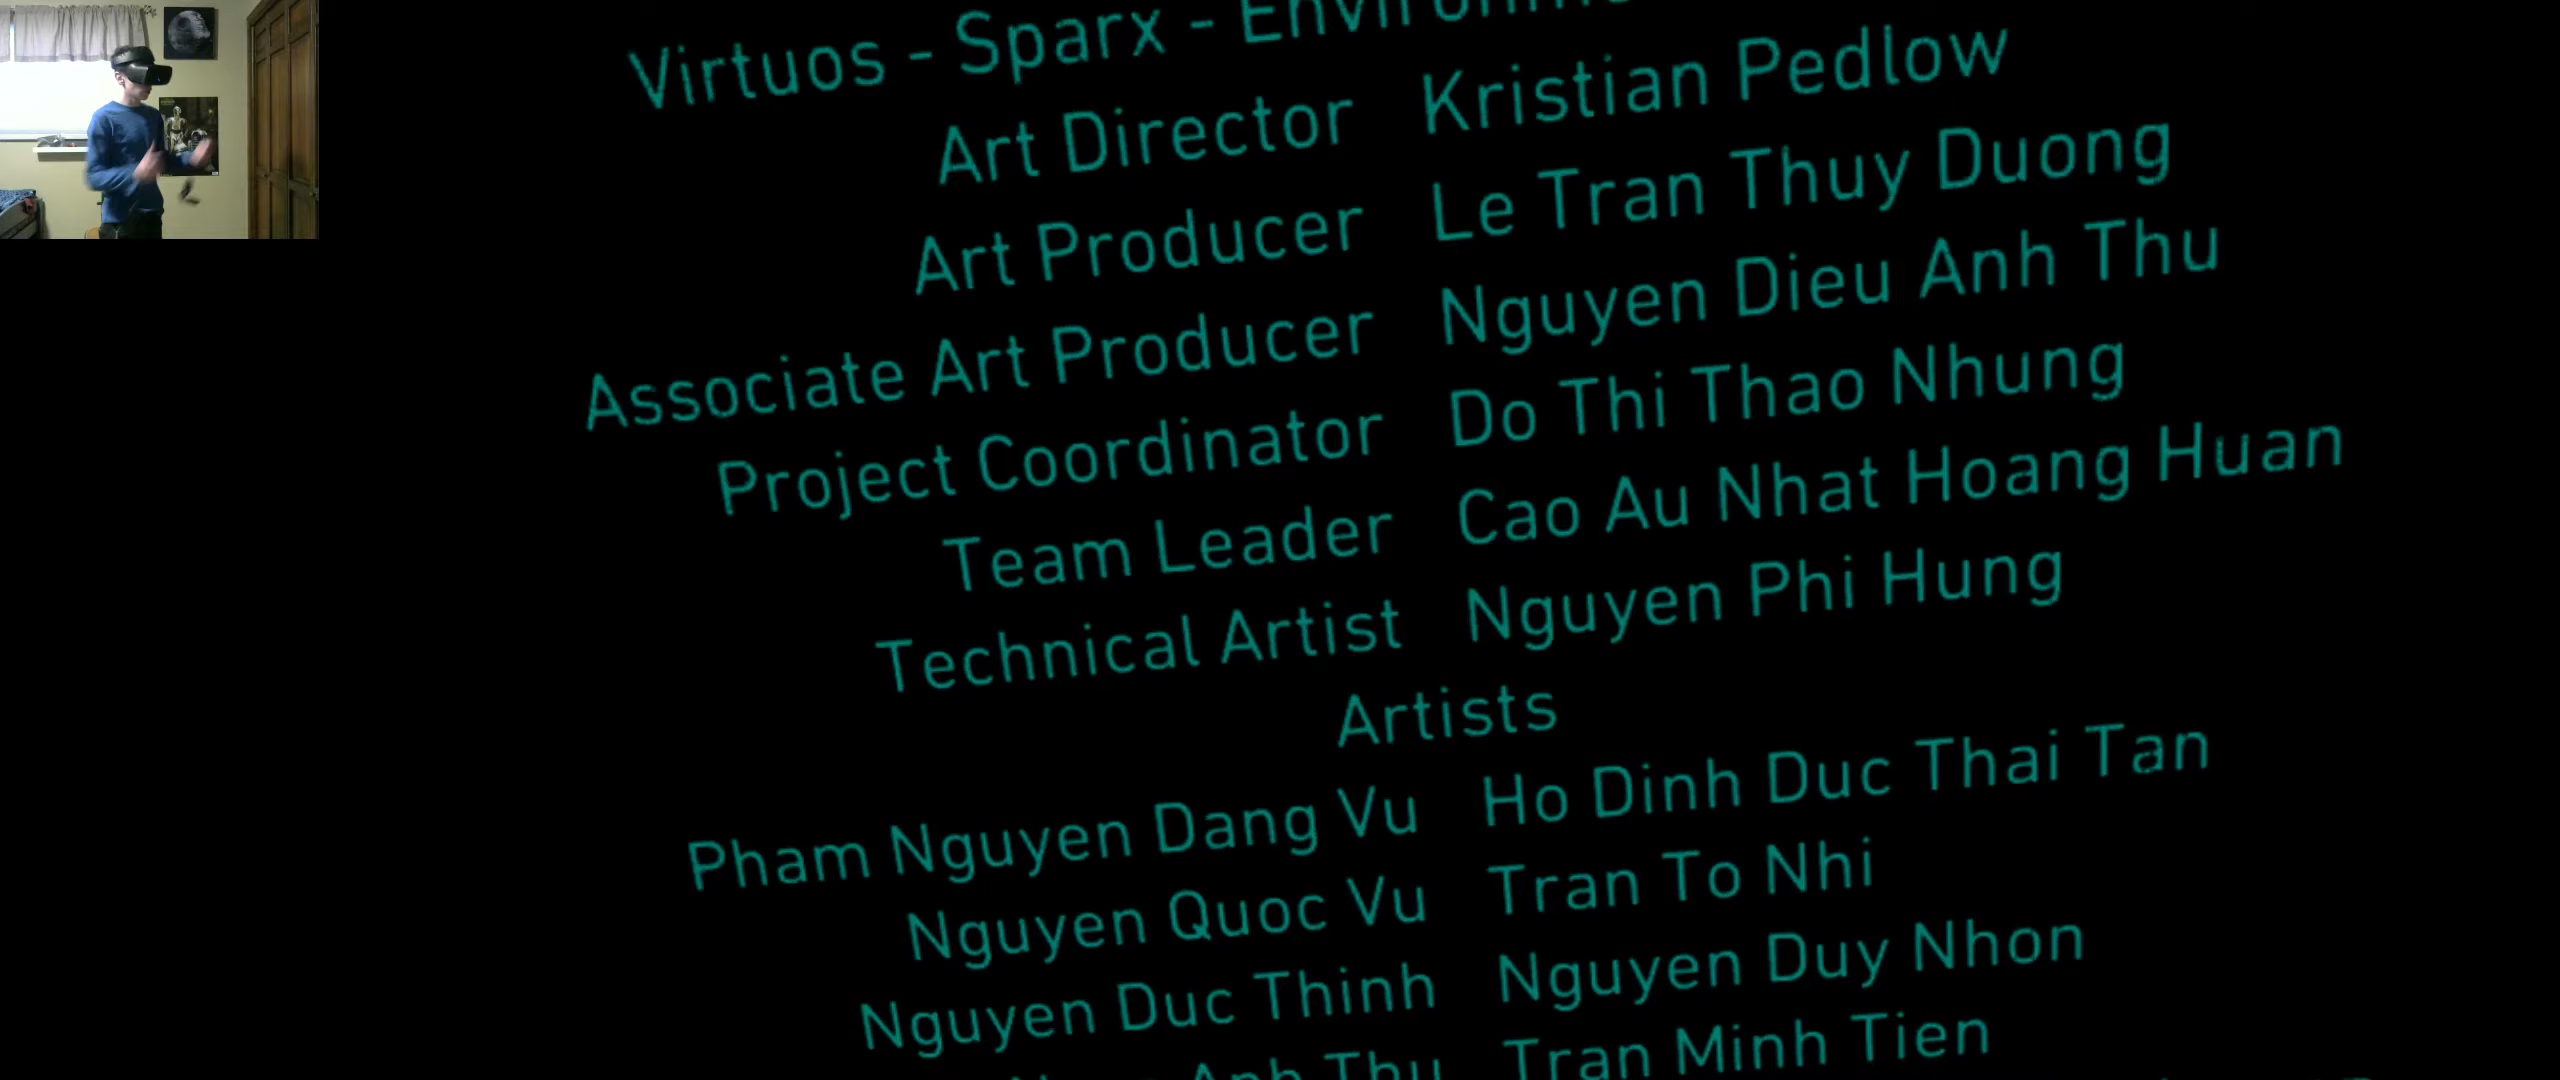 Virtuos - Sparx -
Art Director Kristian Pedlow
Art Producer Le Tran Thuy Duong
Associate Art Producer Nguyen Dieu Anh Thu
Project Coordinator Do Thi Thao Nhung
Team Leader Cao Au Nhat Hoang Huan
Technical Artist Nguyen Phi Hung
Artists
Pham Nguyen Dang Vu Ho Dinh Duc Thai Tan
Nguyen Quoc Vu Tran To Nhi
Nguyen Duc Thinh Nguyen Duy Nhon
Anh Thu Tran Minh Tien